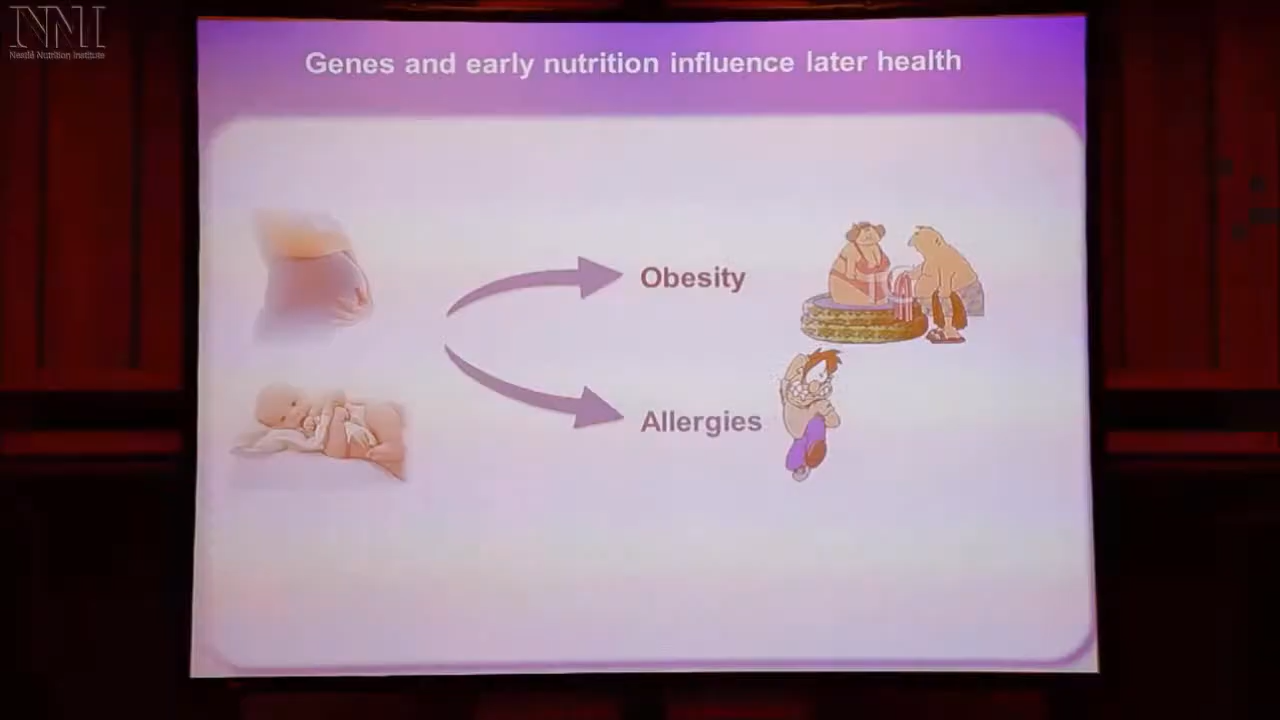 NNI
Nestlé Nutrition Institute
Genes and early nutrition influence later health
Obesity
Allergies